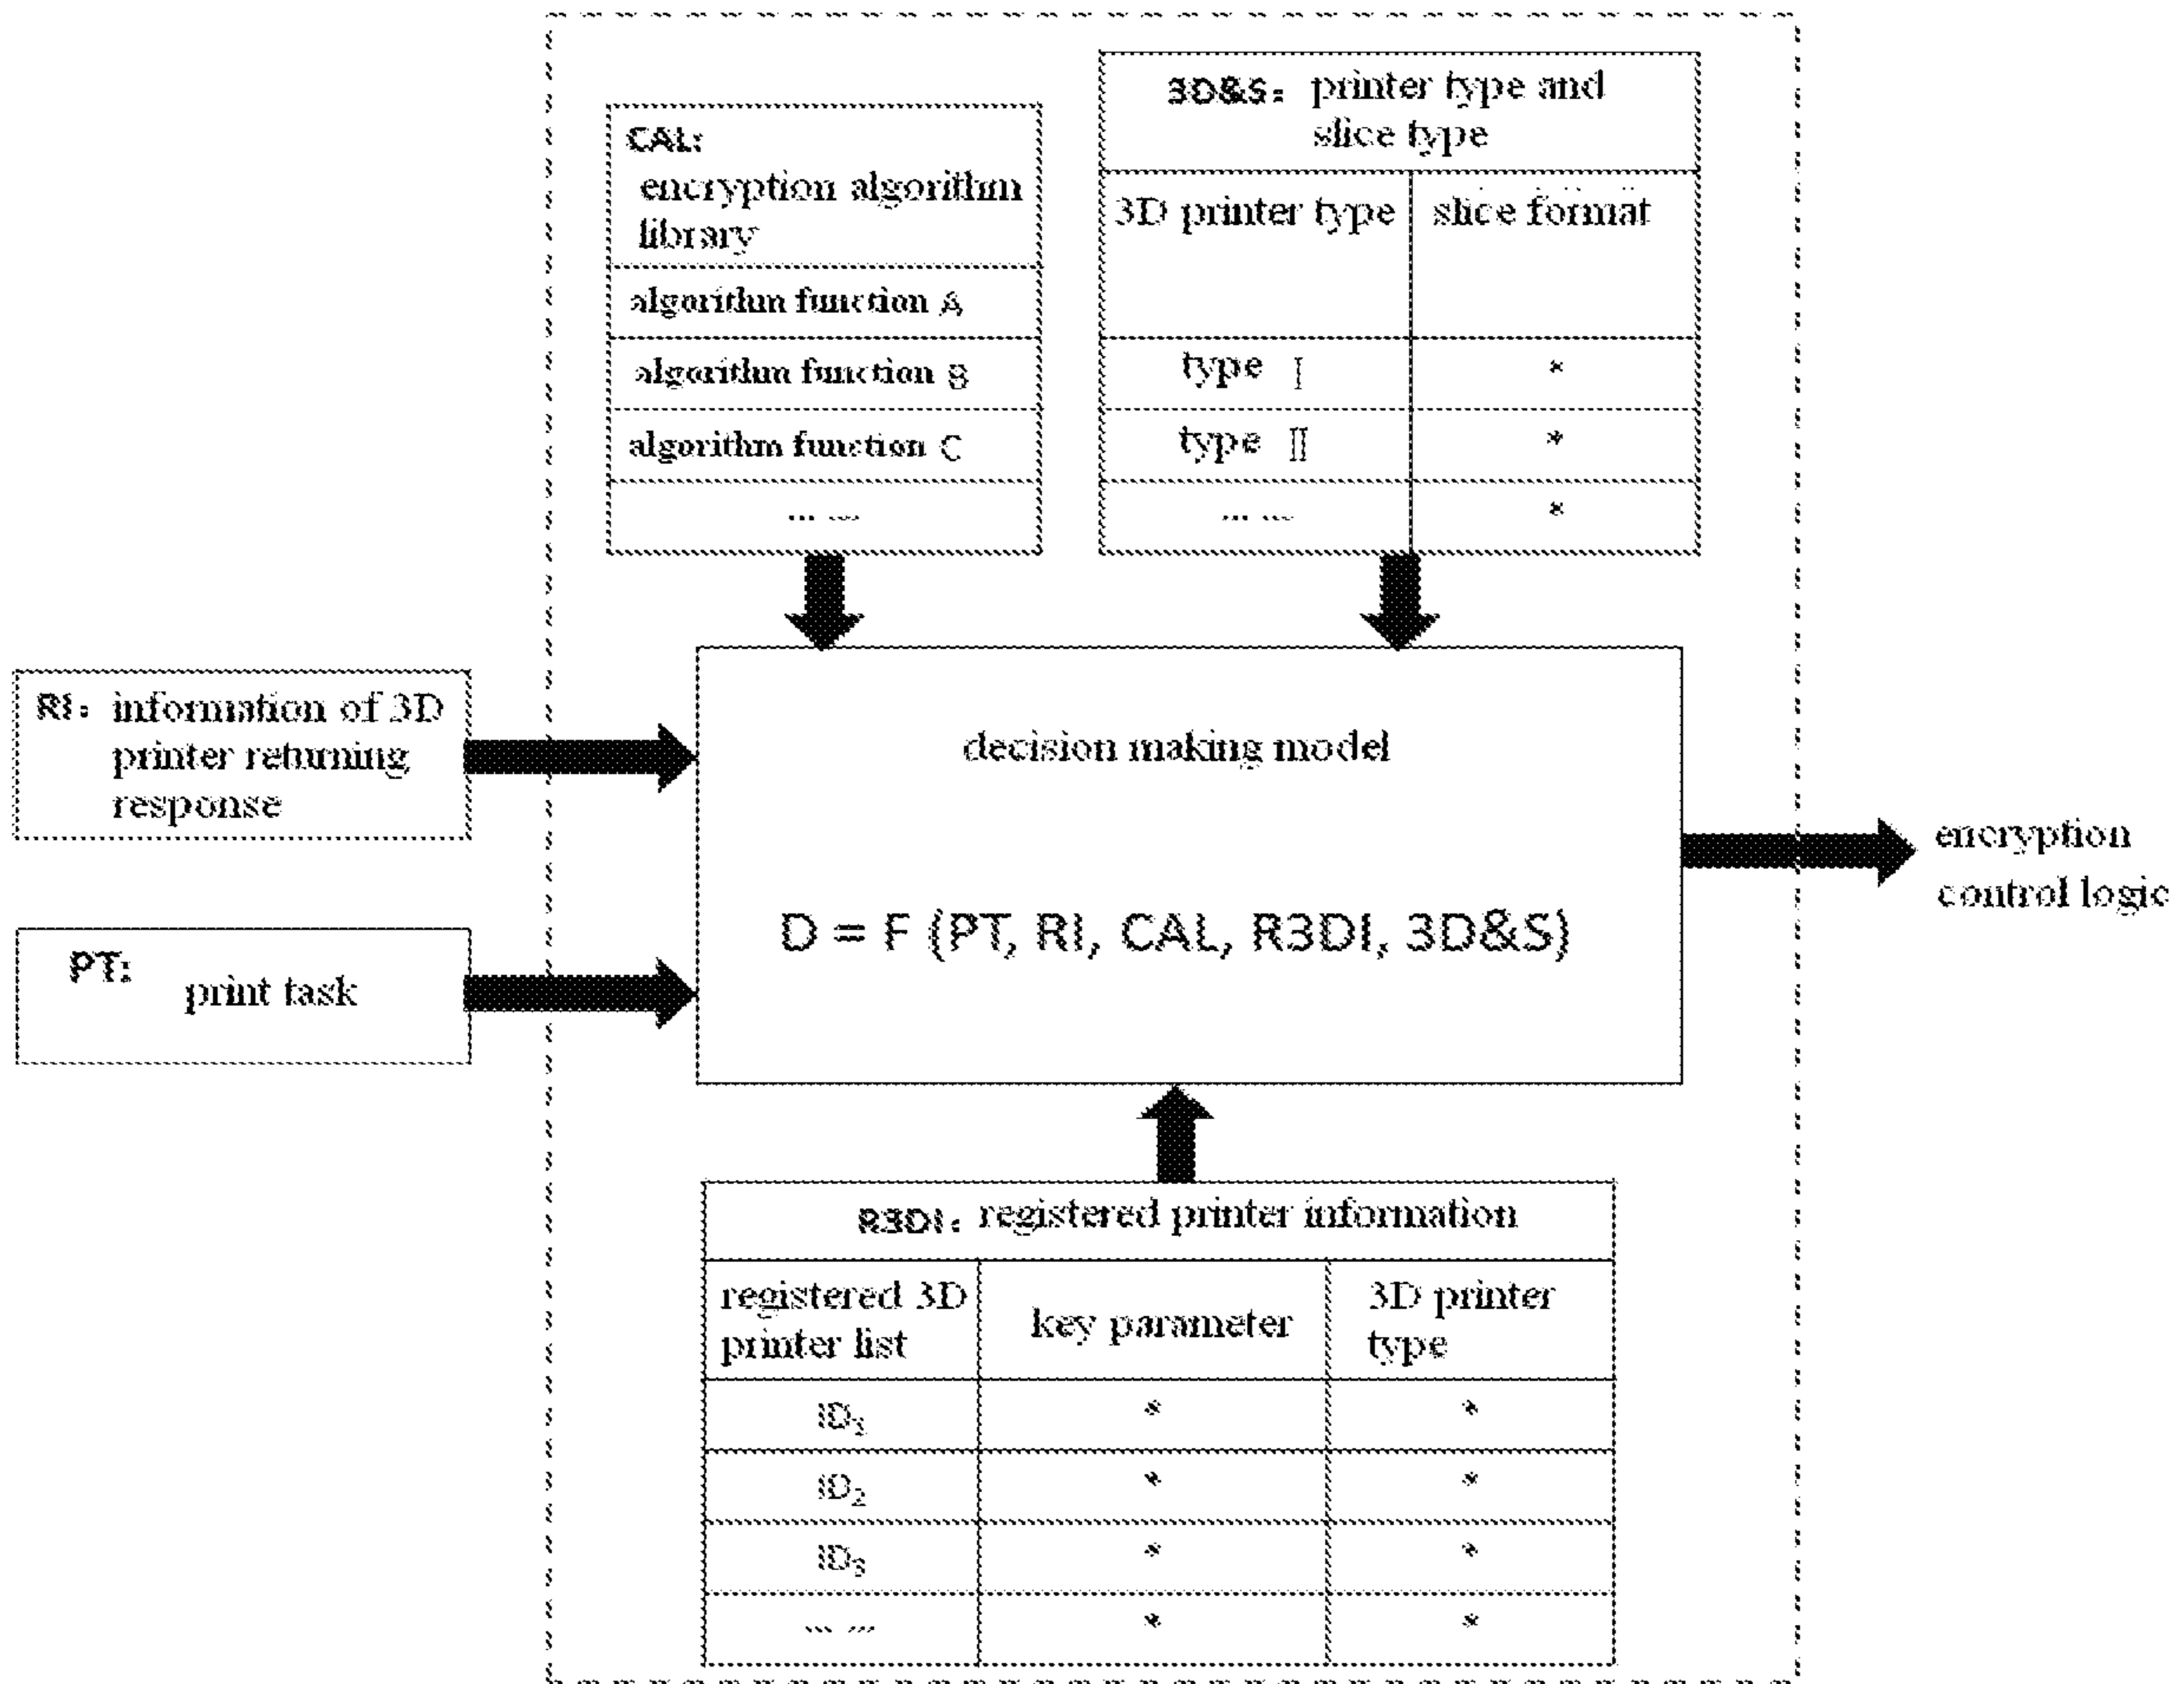 CAL:
encryption algorithm
library
algorithm function A
algorithm function B
algorithm function C
... ...
3D&S: printer type and
slice type
3D printer type
slice format
type I
*
type II
*
... ...
*
RI: information of 3D
printer returning
response
PT:
print task
decision making model
D = F (PT, RI, CAL, R3DI, 3D&S)
encryption
control logic
R3DI: registered printer information
registered 3D
printer list
key parameter
3D printer
type
ID₁
*
*
ID₂
*
*
ID₃
*
*
... ...
*
*